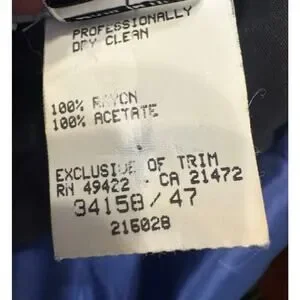 PROFESSIONALLY
DRY CLEAN
100% RAYON
100% ACETATE
EXCLUSIVE OF TRIM
RN 49422 - CA 21472
34158/47
216028